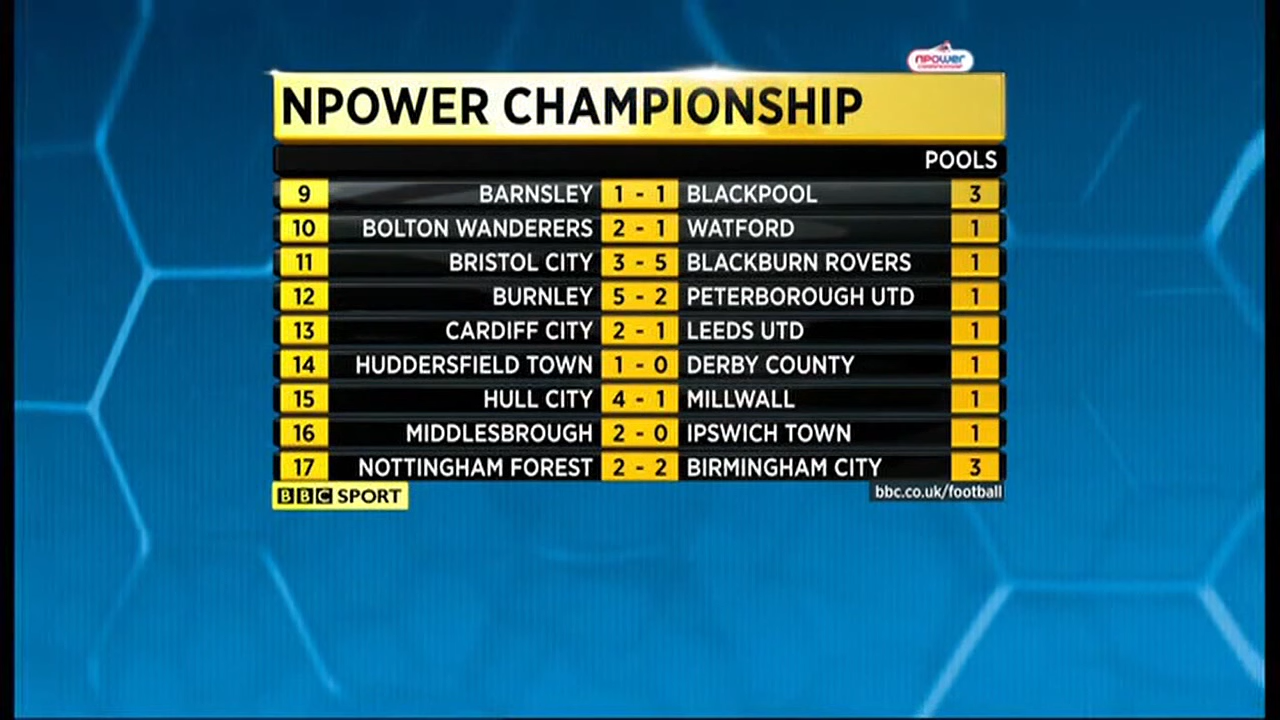 npower
NPOWER CHAMPIONSHIP
POOLS
9 BARNSLEY 1 - 1 BLACKPOOL 3
10 BOLTON WANDERERS 2 - 1 WATFORD 1
11 BRISTOL CITY 3 - 5 BLACKBURN ROVERS 1
12 BURNLEY 5 - 2 PETERBOROUGH UTD 1
13 CARDIFF CITY 2 - 1 LEEDS UTD 1
14 HUDDERSFIELD TOWN 1 - 0 DERBY COUNTY 1
15 HULL CITY 4 - 1 MILLWALL 1
16 MIDDLESBROUGH 2 - 0 IPSWICH TOWN 1
17 NOTTINGHAM FOREST 2 - 2 BIRMINGHAM CITY 3
BBC SPORT bbc.co.uk/football